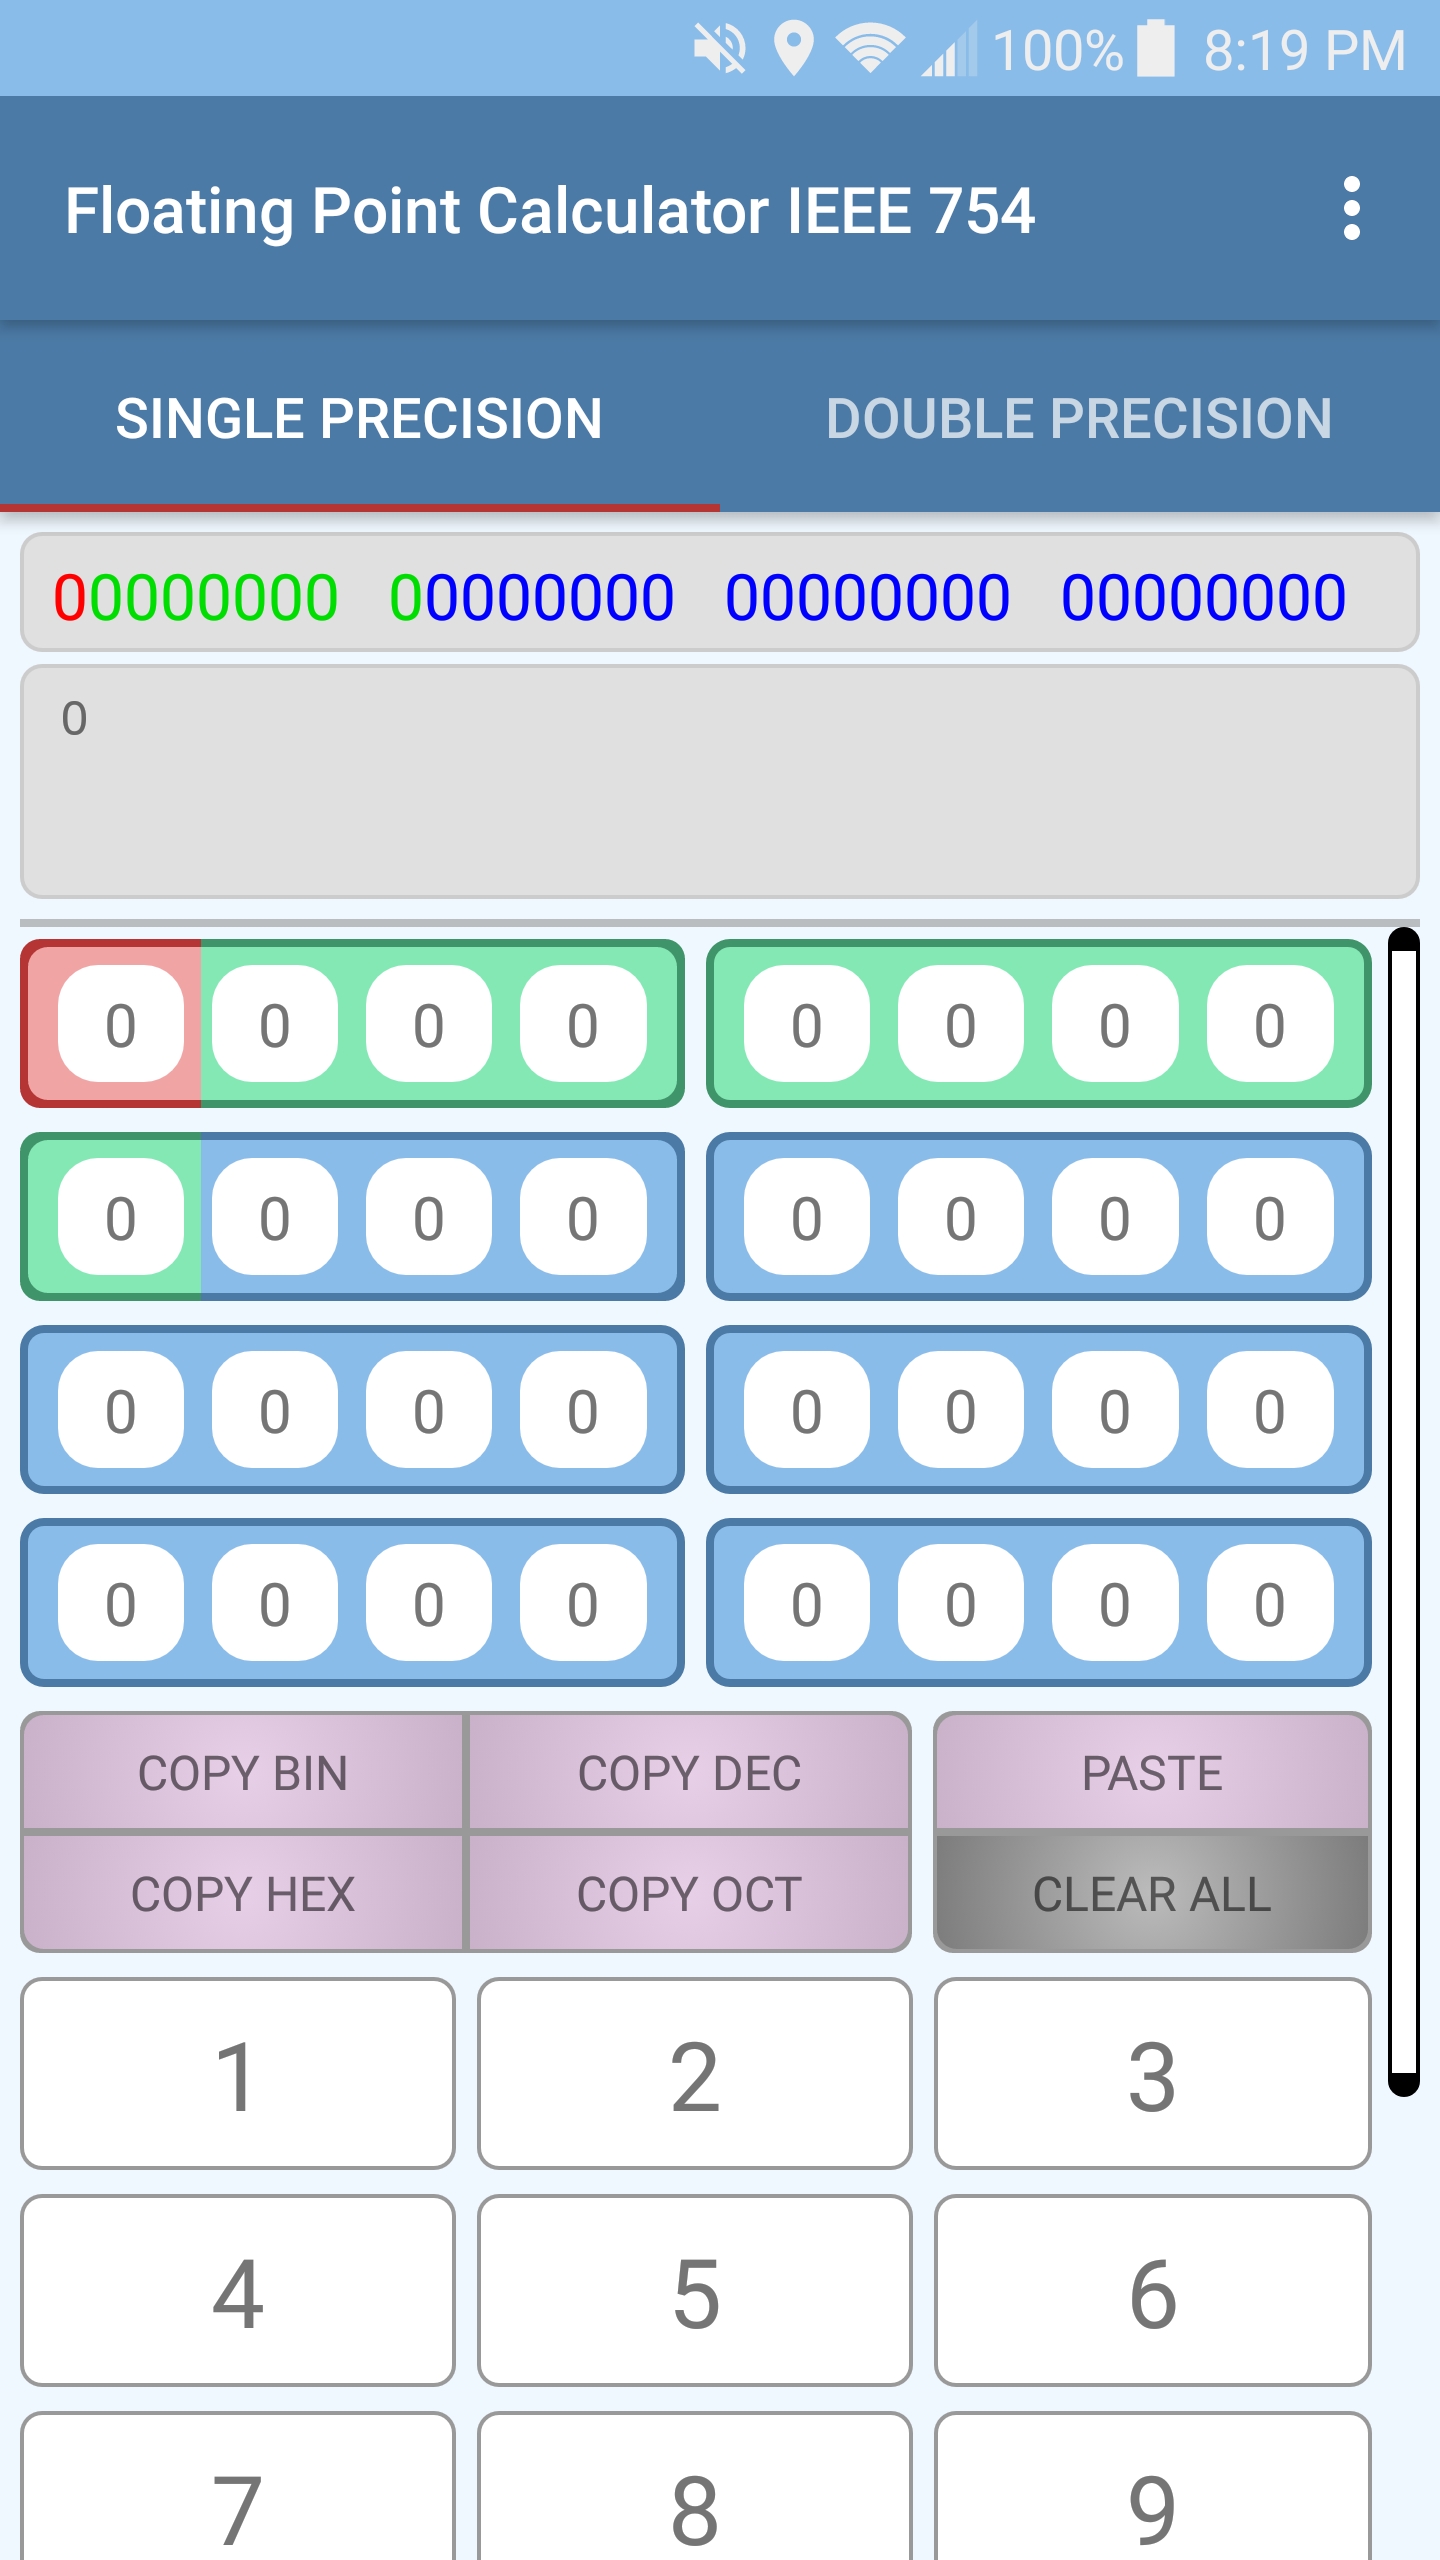 100% 8:19 PM
Floating Point Calculator IEEE 754
SINGLE PRECISION DOUBLE PRECISION
00000000 00000000 00000000 00000000
0
0 0 0 0 0 0 0 0
0 0 0 0 0 0 0 0
0 0 0 0 0 0 0 0
0 0 0 0 0 0 0 0
COPY BIN COPY DEC PASTE
COPY HEX COPY OCT CLEAR ALL
1 2 3
4 5 6
7 8 9